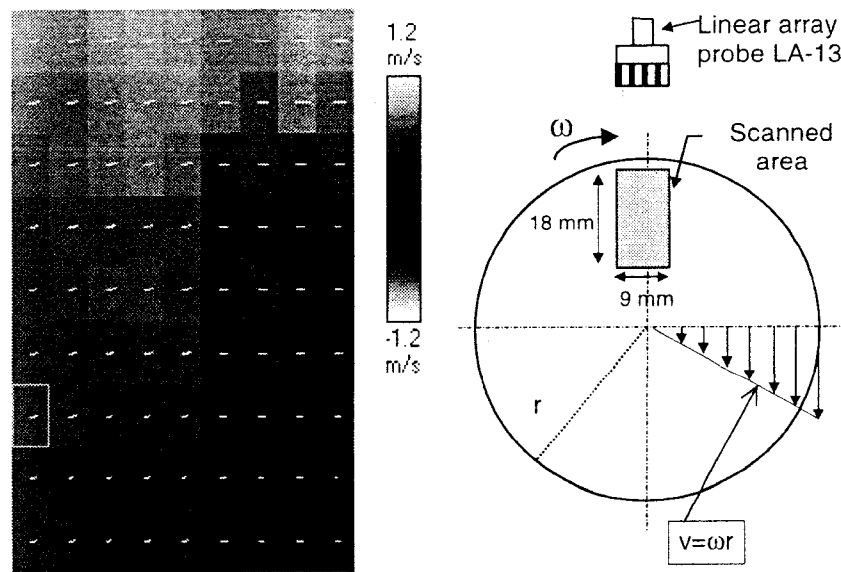 1.2
m/s
-1.2
m/s
Linear array
probe LA-13
ω
Scanned
area
18 mm
9 mm
r
v=ωr